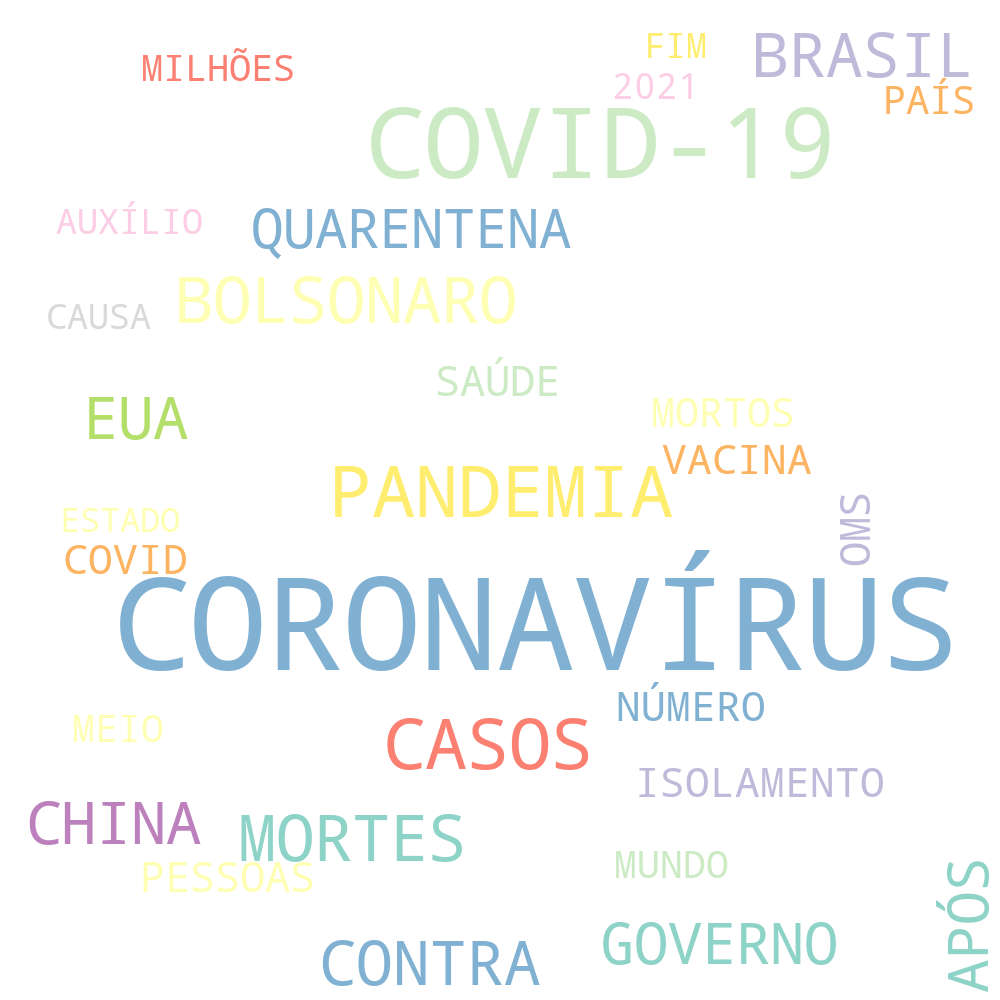 FIM
BRASIL
MILHÕES
2021
PAÍS
COVID-19
AUXÍLIO
QUARENTENA
BOLSONARO
CAUSA
SAÚDE
EUA
MORTOS
VACINA
PANDEMIA
ESTADO
OMS
COVID
CORONAVÍRUS
NÚMERO
MEIO
CASOS
ISOLAMENTO
CHINA
MORTES
PESSOAS
MUNDO
APÓS
GOVERNO
CONTRA